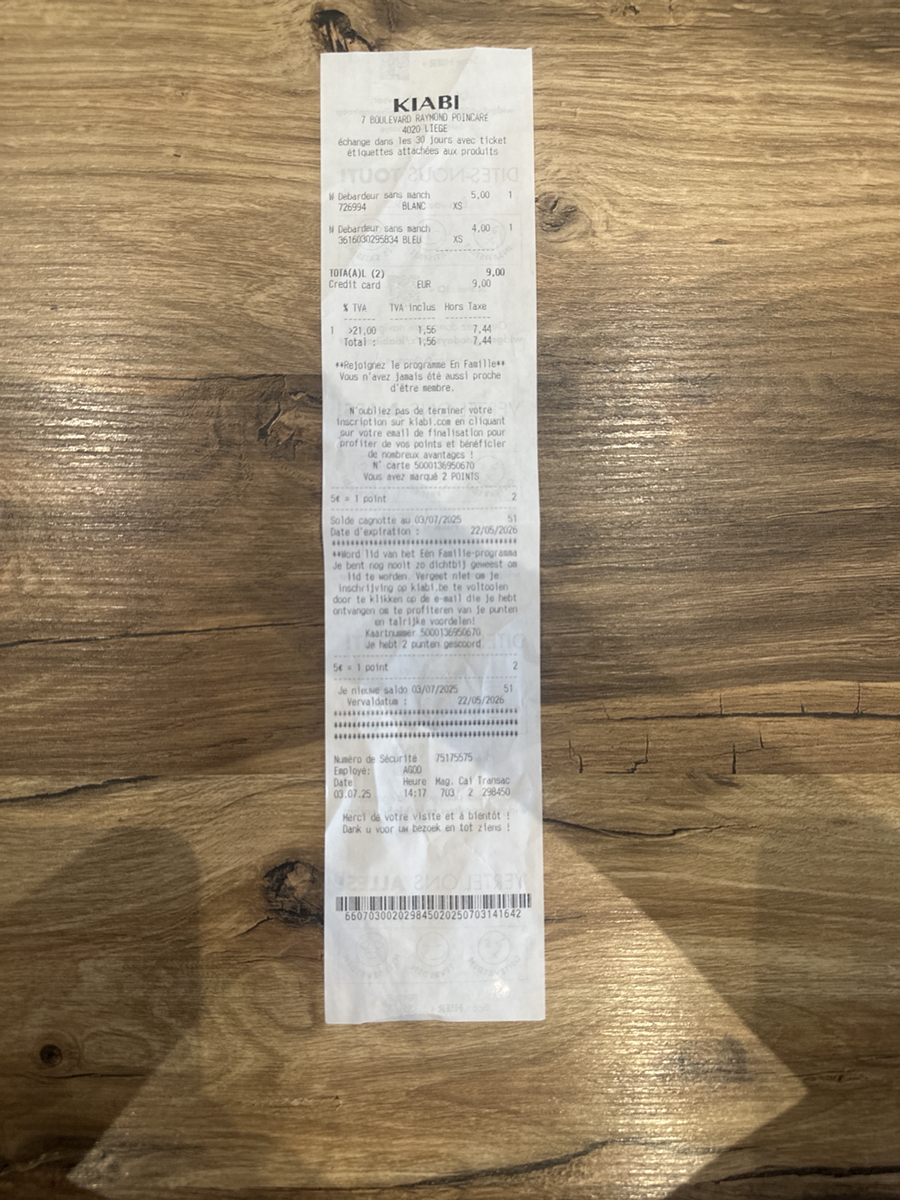 KIABI
7 BOULEVARD RAYMOND POINCARE
4020 LIEGE
échange dans les 30 jours avec ticket
étiquettes attachées aux produits
W Debardeur sans manch 5,00 1
726994 BLANC XS
W Debardeur sans manch 4,00 1
3616030295834 BLEU XS
TOTA(A)L (2) 9,00
Credit card EUR 9,00
% TVA TVA inclus Hors Taxe
1 >21,00 1,56 7,44
Total : 1,56 7,44
**Rejoignez le programme En Famille**
Vous n'avez jamais été aussi proche
d'être membre.
N'oubliez pas de terminer votre
inscription sur kiabi.com en cliquant
sur votre email de finalisation pour
profiter de vos points et bénéficier
de nombreux avantages !
N° carte 5000136950670
Vous avez marqué 2 POINTS
5€ = 1 point 2
Solde cagnotte au 03/07/2025 51
Date d'expiration : 22/05/2026
**Word lid van het Één Famille-programma
Je bent nog nooit zo dichtbij geweest om
lid te worden. Vergeet niet om je
inschrijving op kiabi.be te voltooien
door te klikken op de e-mail die je hebt
ontvangen om te profiteren van je punten
en talrijke voordelen!
Kaartnummer 5000136950670
Je hebt 2 punten gescoord
5€ = 1 point 2
Je nieuwe saldo 03/07/2025 51
Vervaldatum : 22/05/2026
Numéro de Sécurité 75175575
Employé: AGOD
Date Heure Mag. Cai Transac
03.07.25 14:17 703 2 298450
Merci de votre visite et à bientôt !
Dank u voor uw bezoek en tot ziens !
66070300202984502025070314​1642